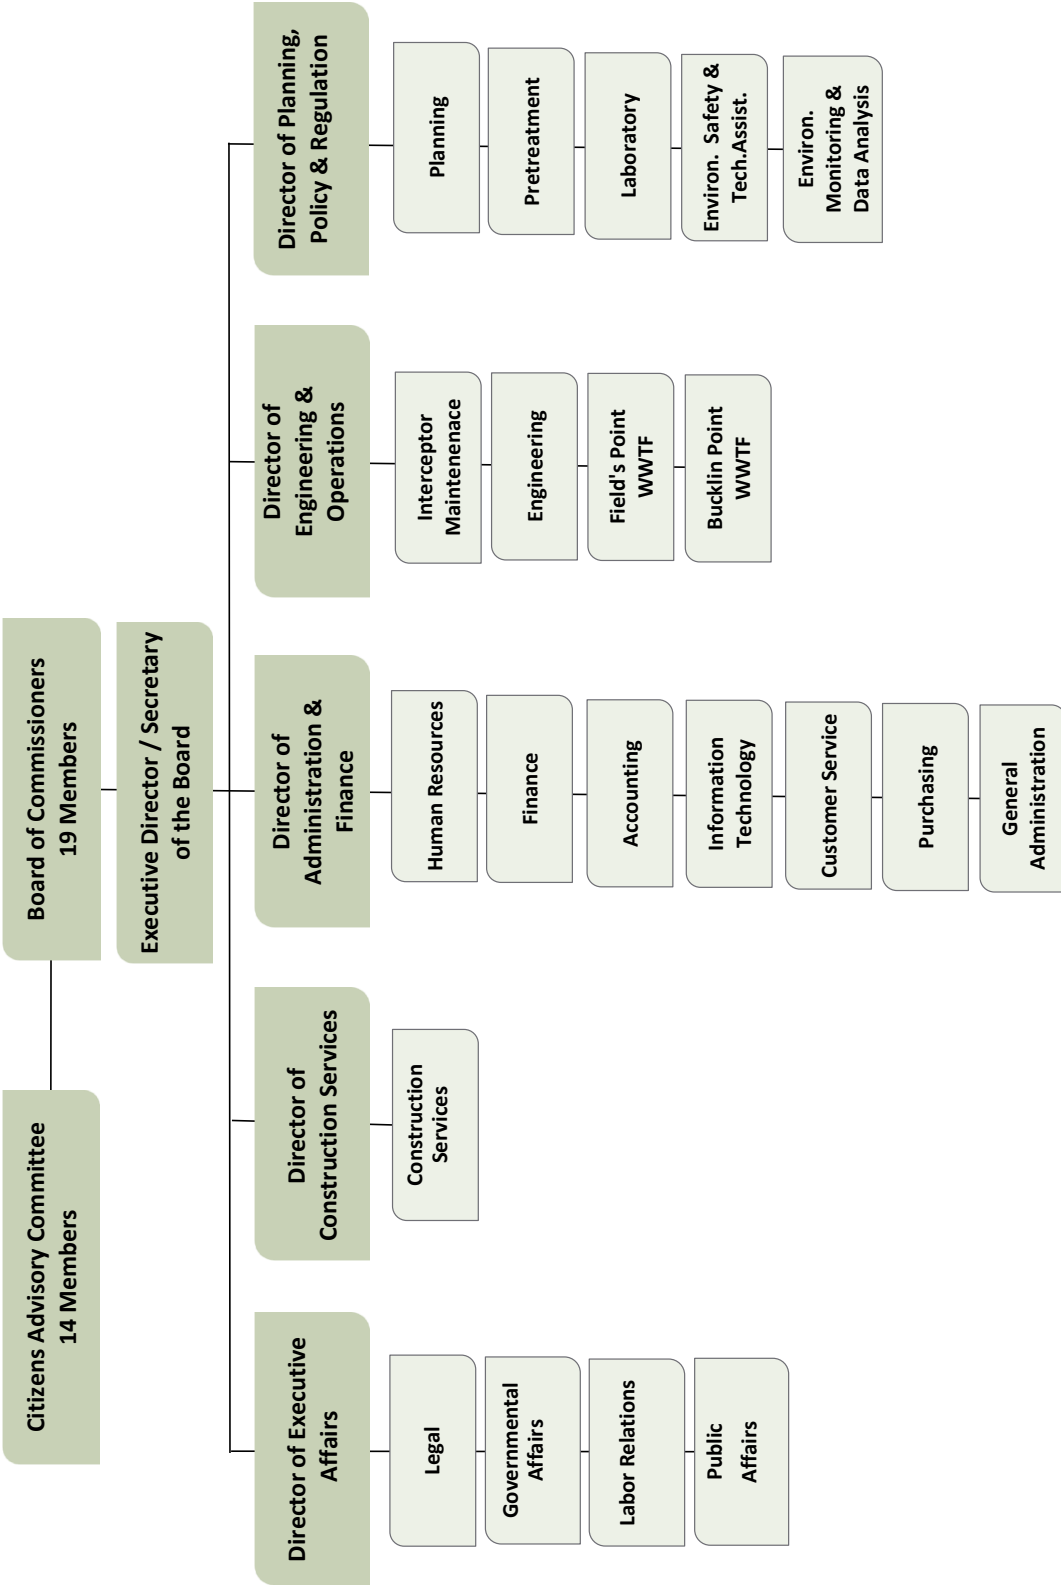 Citizens Advisory Committee
14 Members
Board of Commissioners
19 Members
Executive Director / Secretary
of the Board
Director of Executive
Affairs
Legal
Governmental
Affairs
Labor Relations
Public
Affairs
Director of
Construction Services
Construction
Services
Director of
Administration &
Finance
Human Resources
Finance
Accounting
Information
Technology
Customer Service
Purchasing
General
Administration
Director of
Engineering &
Operations
Interceptor
Maintenenace
Engineering
Field's Point
WWTF
Bucklin Point
WWTF
Director of Planning,
Policy & Regulation
Planning
Pretreatment
Laboratory
Environ. Safety &
Tech.Assist.
Environ.
Monitoring &
Data Analysis